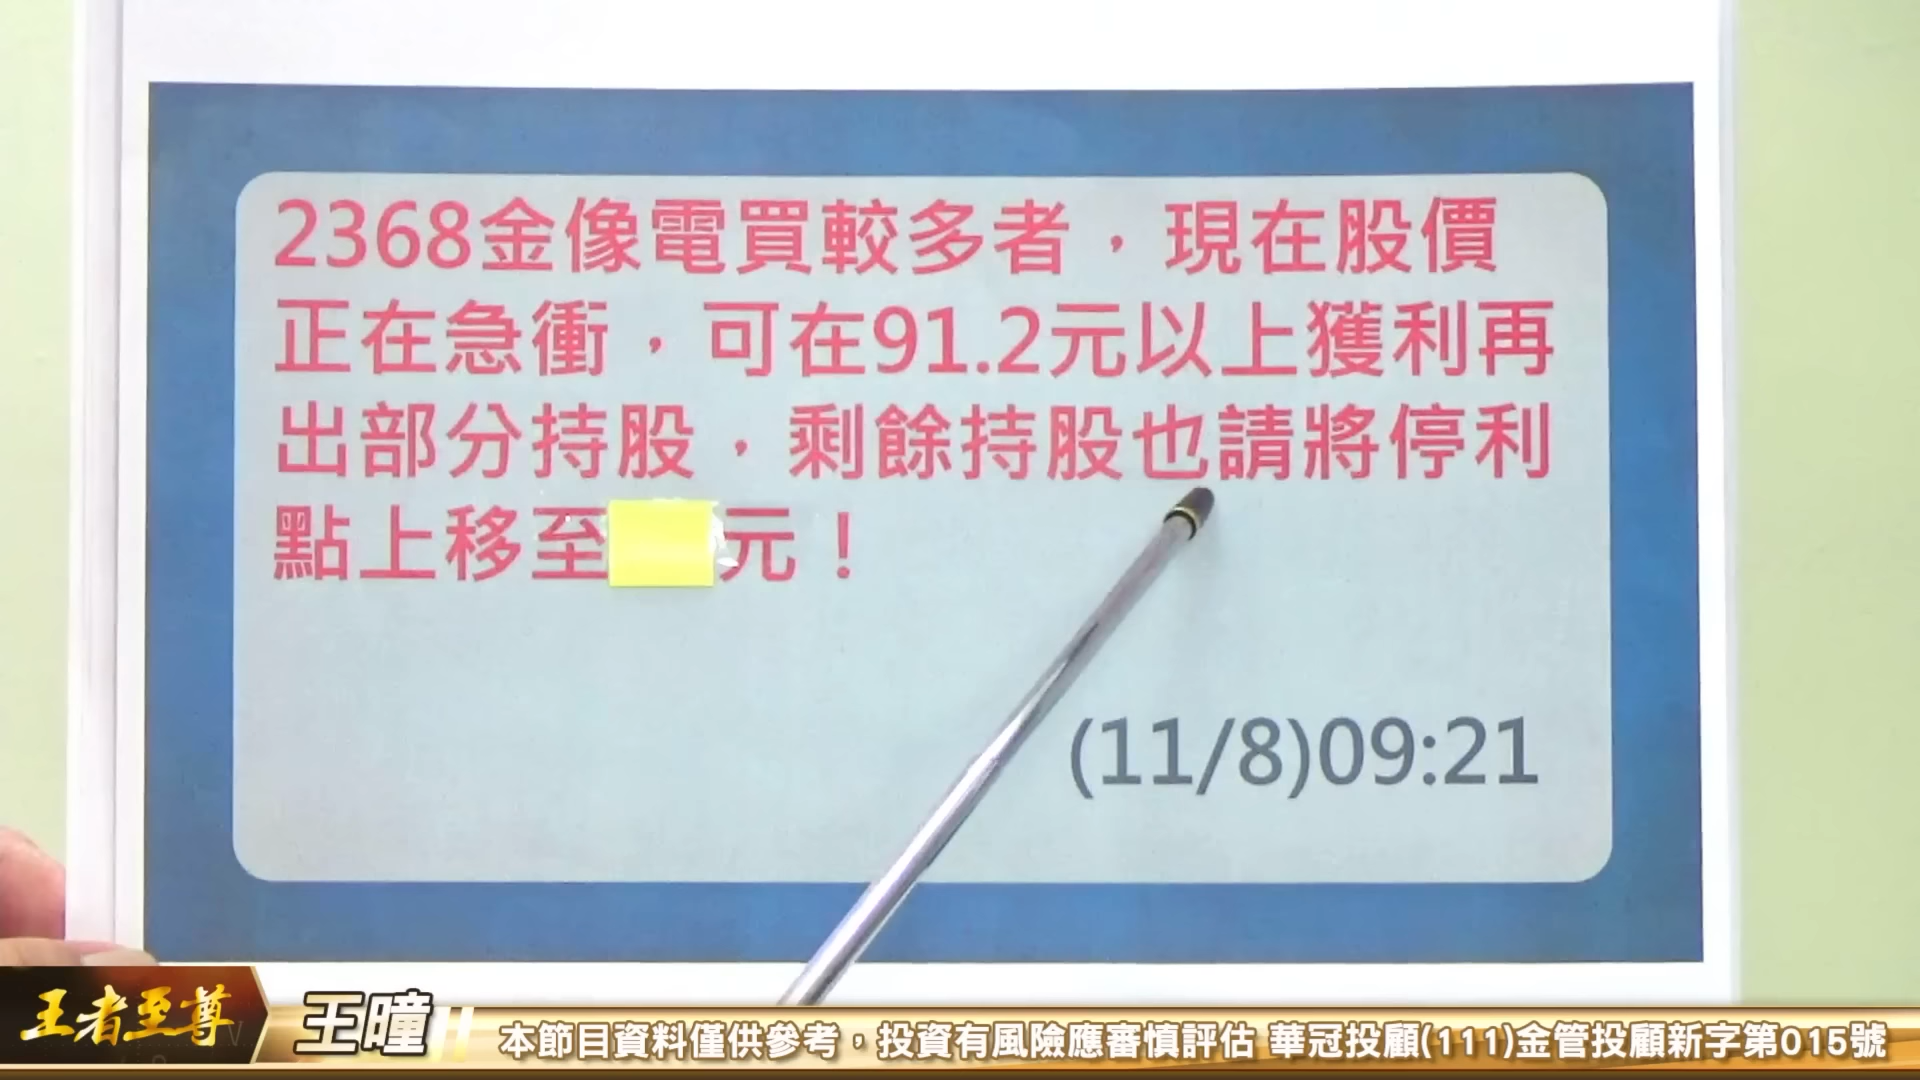 2368金像電買較多者，現在股價
正在急衝，可在91.2元以上獲利再
出部分持股，剩餘持股也請將停利
點上移至 元！
(11/8)09:21
王者至尊
王曈
本節目資料僅供參考，投資有風險應審慎評估 華冠投顧(111)金管投顧新字第015號